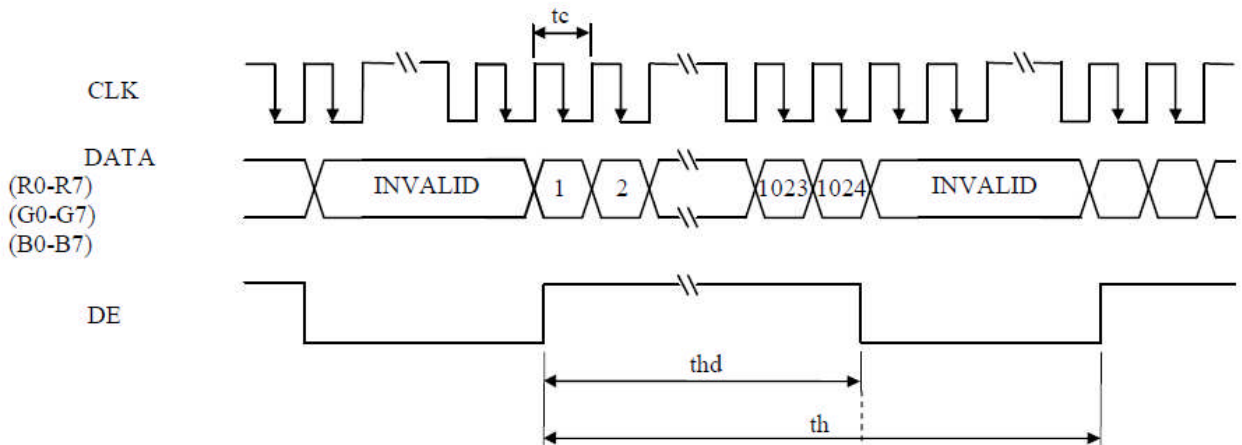 tc
CLK
DATA
(R0-R7)
(G0-G7)
(B0-B7)
INVALID 1 2 1023 1024 INVALID
DE
thd
th